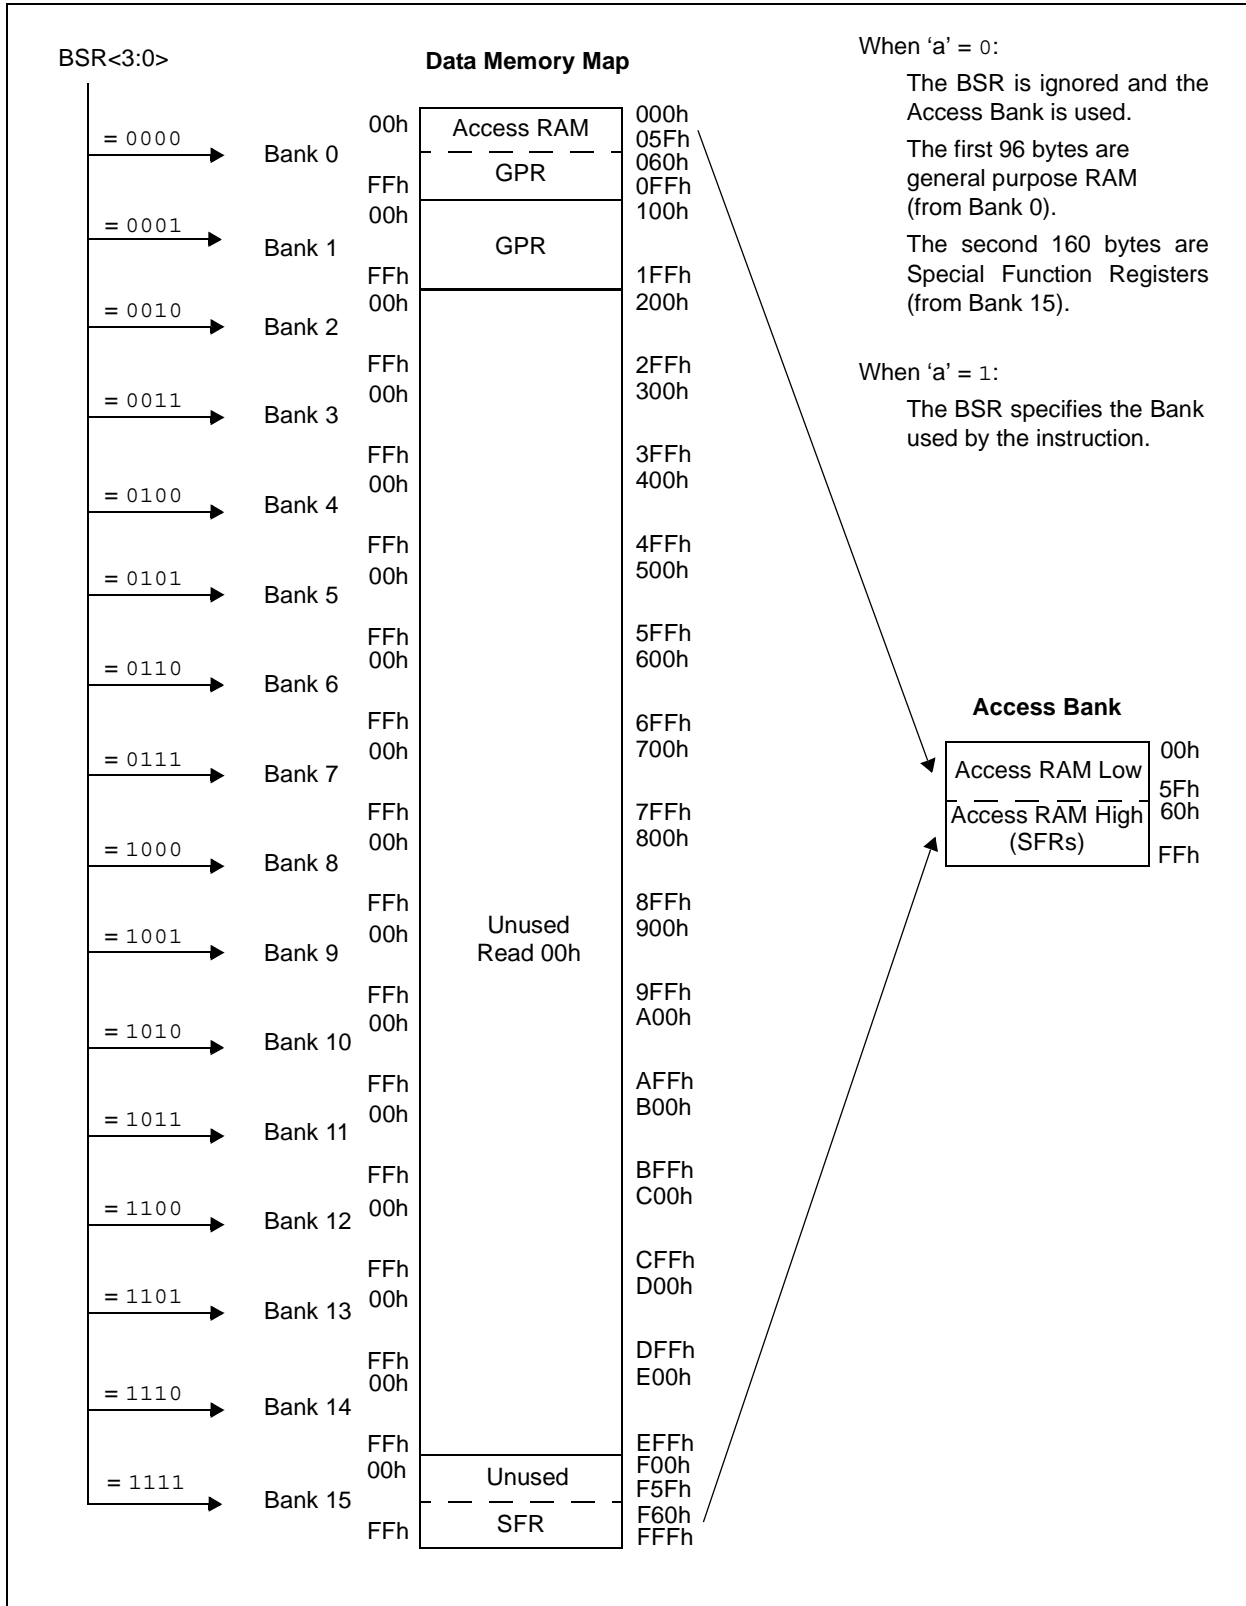 BSR<3:0>
Data Memory Map
= 0000
Bank 0
00h
FFh
Access RAM
GPR
000h
05Fh
060h
0FFh
= 0001
Bank 1
00h
FFh
GPR
100h
1FFh
= 0010
Bank 2
00h
FFh
200h
2FFh
= 0011
Bank 3
00h
FFh
300h
3FFh
= 0100
Bank 4
00h
FFh
400h
4FFh
= 0101
Bank 5
00h
FFh
500h
5FFh
= 0110
Bank 6
00h
FFh
600h
6FFh
= 0111
Bank 7
00h
FFh
700h
7FFh
= 1000
Bank 8
00h
FFh
800h
8FFh
= 1001
Bank 9
00h
FFh
Unused
Read 00h
900h
9FFh
= 1010
Bank 10
00h
FFh
A00h
AFFh
= 1011
Bank 11
00h
FFh
B00h
BFFh
= 1100
Bank 12
00h
FFh
C00h
CFFh
= 1101
Bank 13
00h
FFh
D00h
DFFh
= 1110
Bank 14
00h
FFh
E00h
EFFh
= 1111
Bank 15
00h
FFh
Unused
SFR
F00h
F5Fh
F60h
FFFh
When ‘a’ = 0:
The BSR is ignored and the
Access Bank is used.
The first 96 bytes are
general purpose RAM
(from Bank 0).
The second 160 bytes are
Special Function Registers
(from Bank 15).
When ‘a’ = 1:
The BSR specifies the Bank
used by the instruction.
Access Bank
Access RAM Low
Access RAM High
(SFRs)
00h
5Fh
60h
FFh